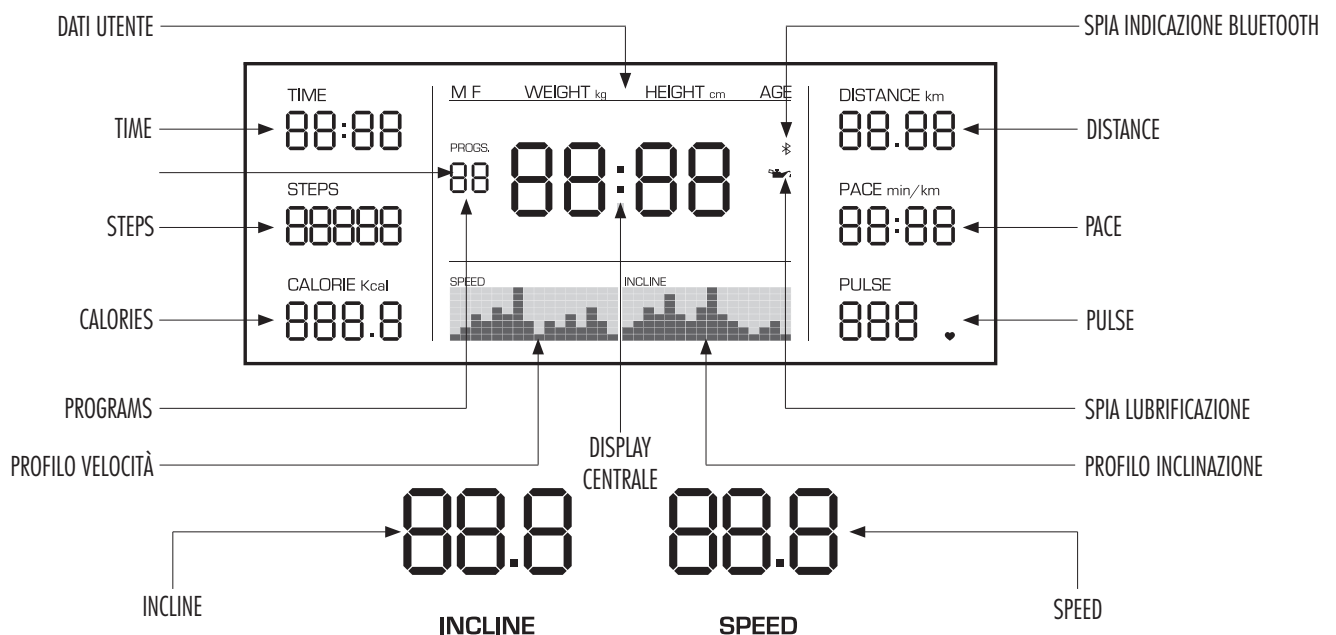 DATI UTENTE
SPIA INDICAZIONE BLUETOOTH
TIME
M F WEIGHT kg HEIGHT cm AGE
DISTANCE km
TIME
88:88
PROGS.
88
88:88
88.88
DISTANCE
STEPS
STEPS
88888
PACE min/km
88:88
PACE
CALORIE Kcal
SPEED
INCLINE
PULSE
CALORIES
888.8
888
PULSE
PROGRAMS
SPIA LUBRIFICAZIONE
PROFILO VELOCITÀ
DISPLAY
CENTRALE
PROFILO INCLINAZIONE
88.8
88.8
INCLINE
SPEED
INCLINE
SPEED